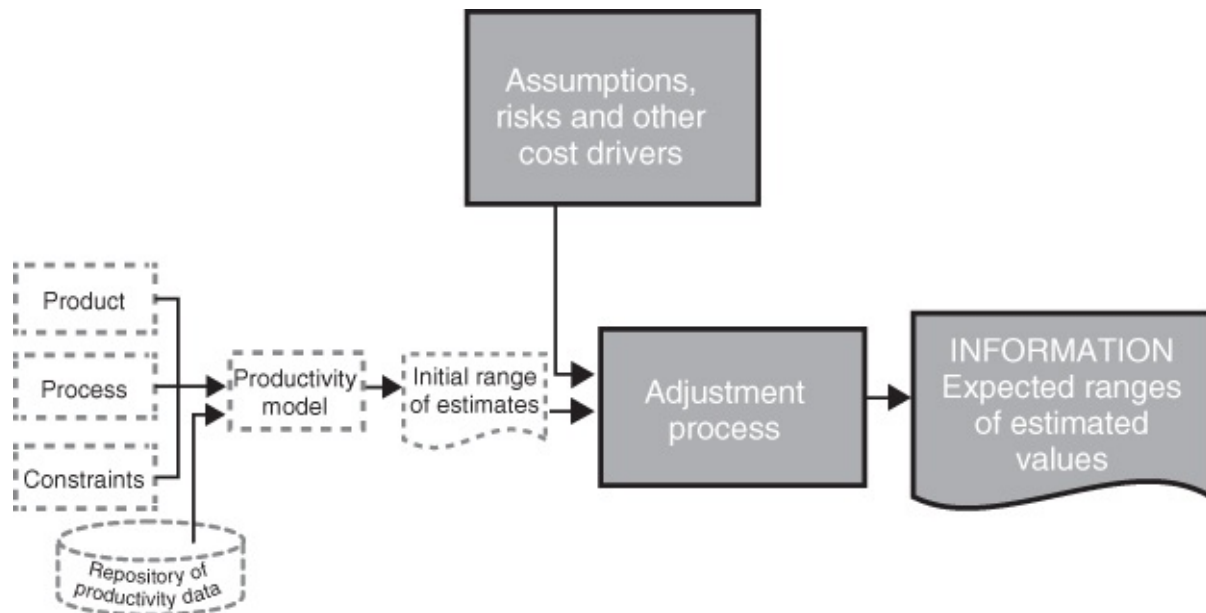 Assumptions,
risks and other
cost drivers
Product
Process
Constraints
Repository of
productivity data
Productivity
model
Initial range
of estimates
Adjustment
process
INFORMATION
Expected ranges
of estimated
values